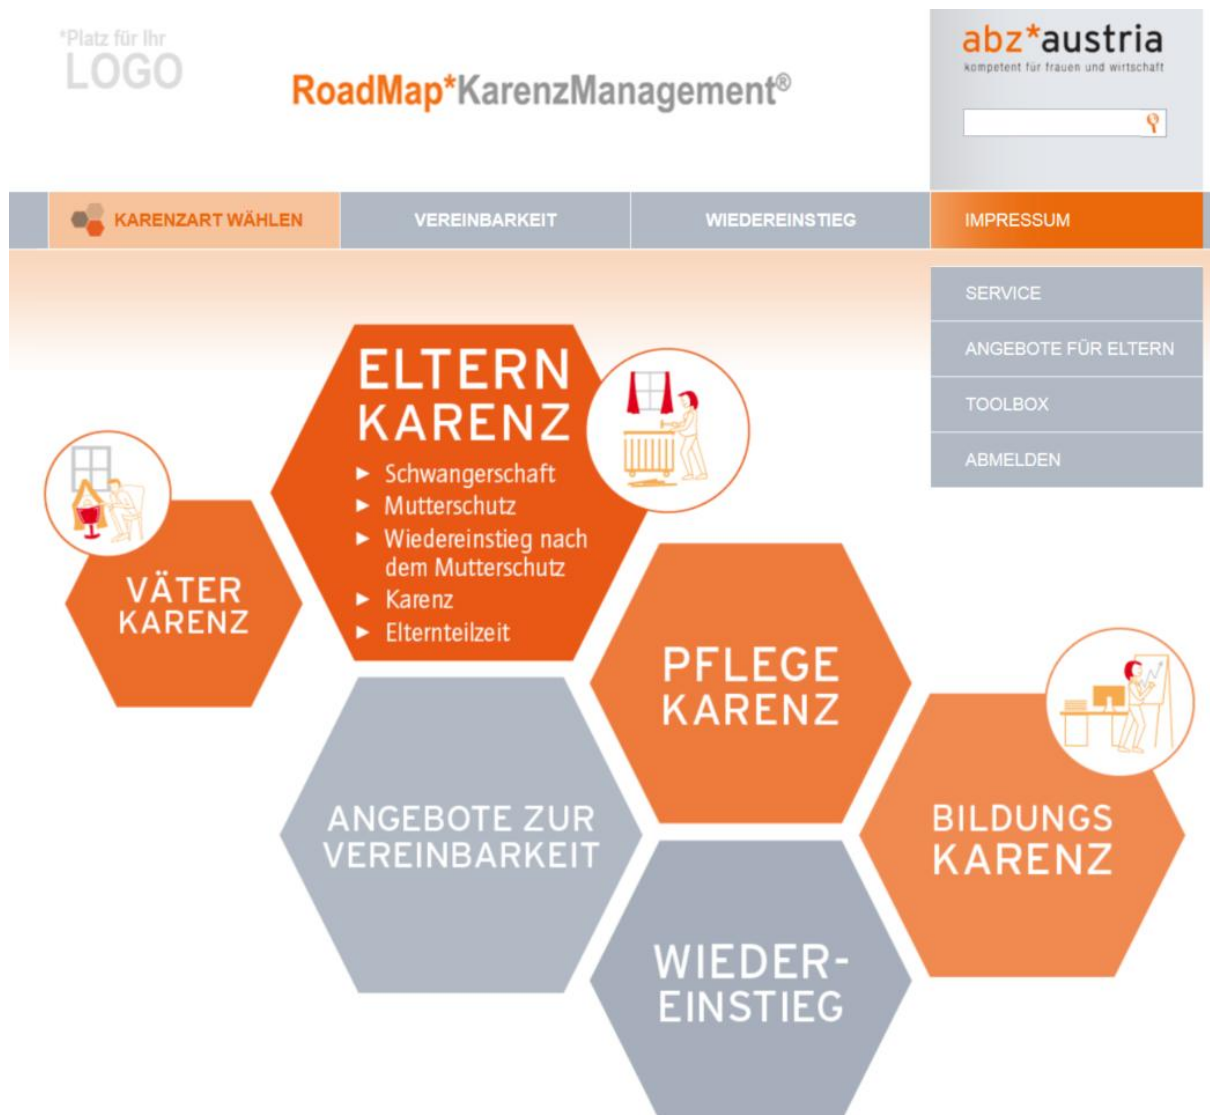 *Platz für Ihr
LOGO
RoadMap*KarenzManagement®
abz*austria
kompetent für frauen und wirtschaft
KARENZART WÄHLEN
VEREINBARKEIT
WIEDEREINSTIEG
IMPRESSUM
SERVICE
ANGEBOTE FÜR ELTERN
TOOLBOX
ABMELDEN
ELTERN
KARENZ
► Schwangerschaft
► Mutterschutz
► Wiedereinstieg nach
dem Mutterschutz
► Karenz
► Elternteilzeit
VÄTER
KARENZ
PFLEGE
KARENZ
ANGEBOTE ZUR
VEREINBARKEIT
BILDUNGS
KARENZ
WIEDER-
EINSTIEG